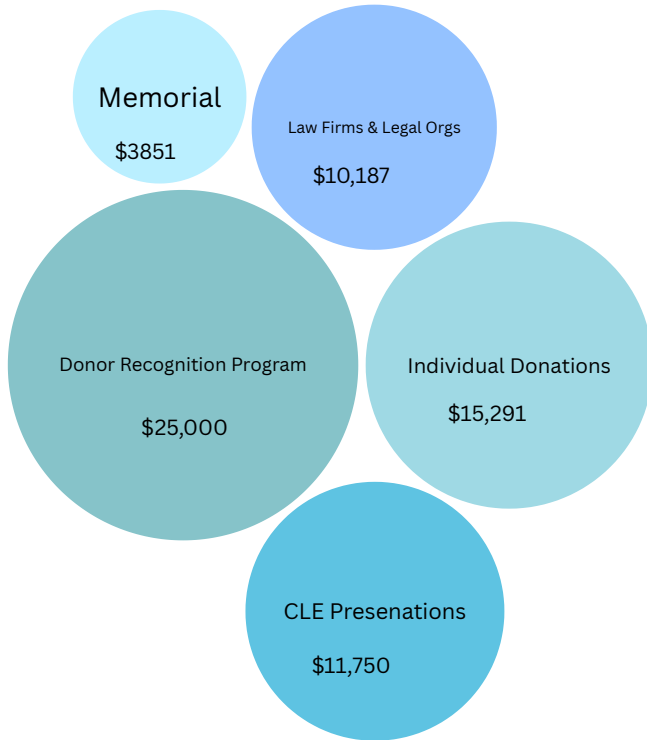 Memorial
$3851
Law Firms & Legal Orgs
$10,187
Donor Recognition Program
$25,000
Individual Donations
$15,291
CLE Presenations
$11,750